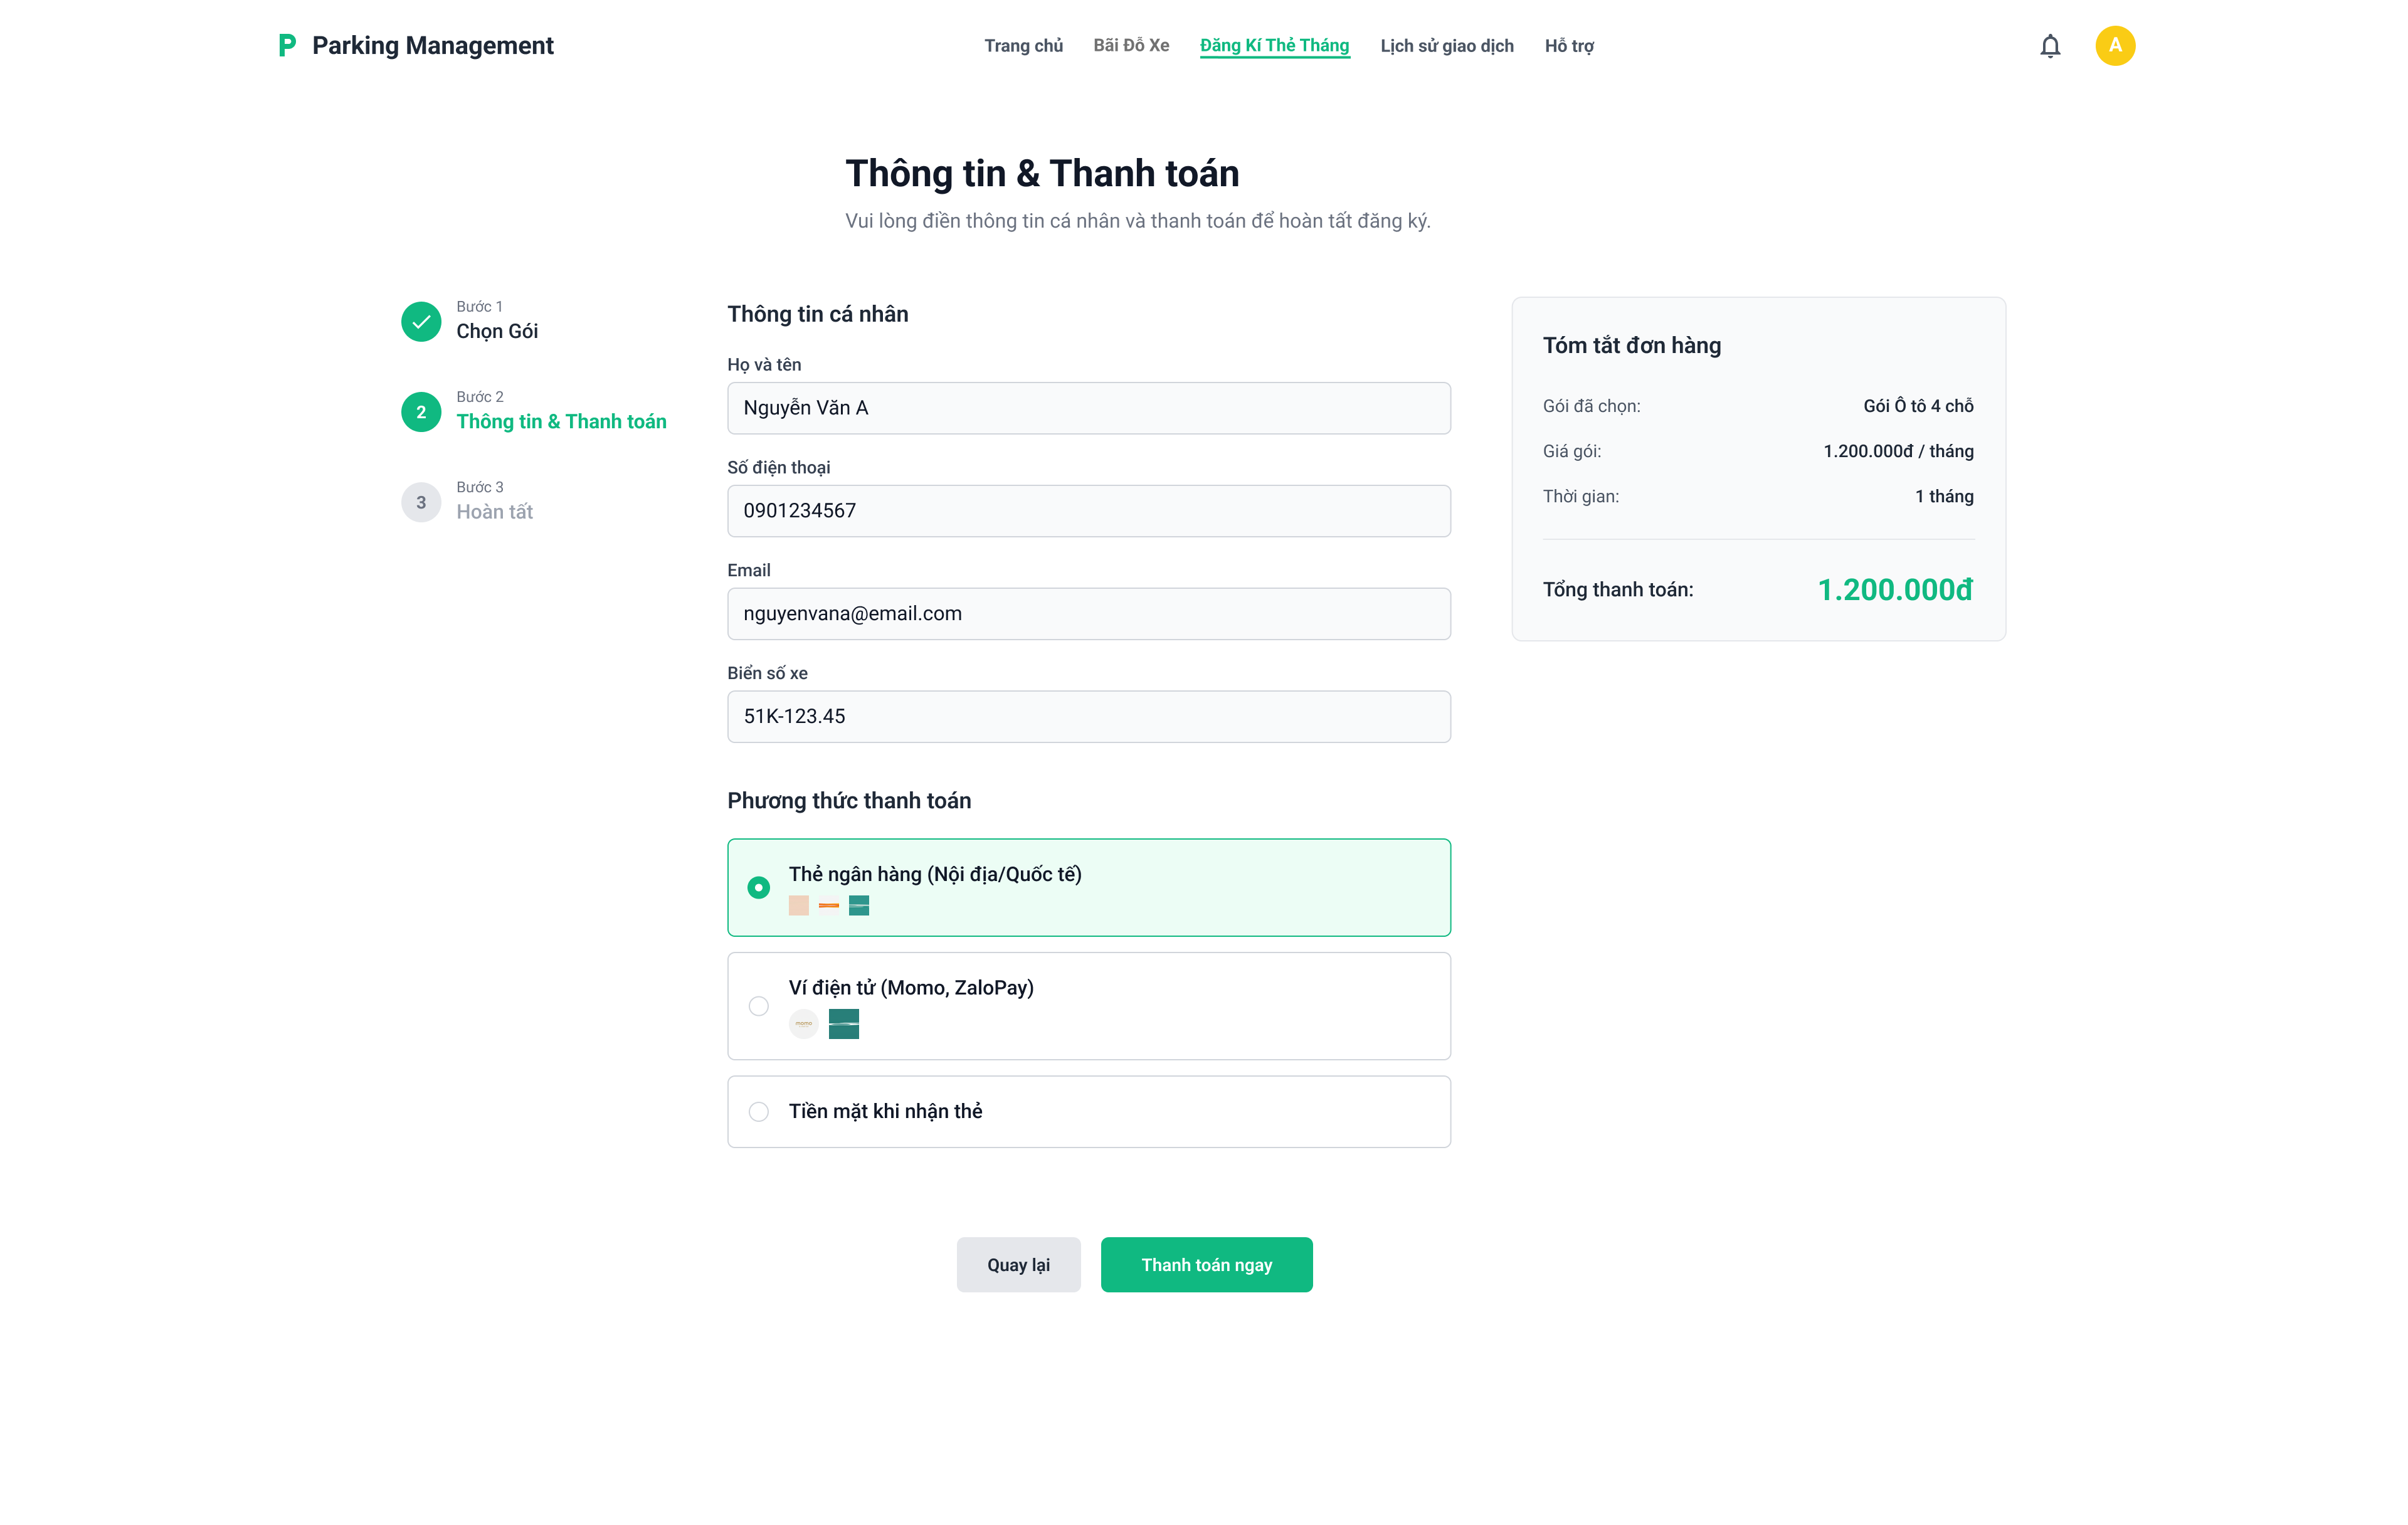 P Parking Management
Trang chủ Bãi Đỗ Xe Đăng Kí Thẻ Tháng Lịch sử giao dịch Hỗ trợ
A
Thông tin & Thanh toán
Vui lòng điền thông tin cá nhân và thanh toán để hoàn tất đăng ký.
Bước 1
Chọn Gói
2
Bước 2
Thông tin & Thanh toán
3
Bước 3
Hoàn tất
Thông tin cá nhân
Họ và tên
Nguyễn Văn A
Số điện thoại
0901234567
Email
nguyenvana@email.com
Biển số xe
51K-123.45
Phương thức thanh toán
Thẻ ngân hàng (Nội địa/Quốc tế)
Ví điện tử (Momo, ZaloPay)
momo
Tiền mặt khi nhận thẻ
Quay lại
Thanh toán ngay
Tóm tắt đơn hàng
Gói đã chọn: Gói Ô tô 4 chỗ
Giá gói: 1.200.000đ / tháng
Thời gian: 1 tháng
Tổng thanh toán: 1.200.000đ